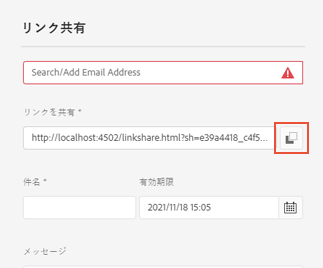 リンク共有
Search/Add Email Address
リンクを共有 *
http://localhost:4502/linkshare.html?sh=e39a4418_c4f5...
件名 *
有効期限
2021/11/18 15:05
メッセージ